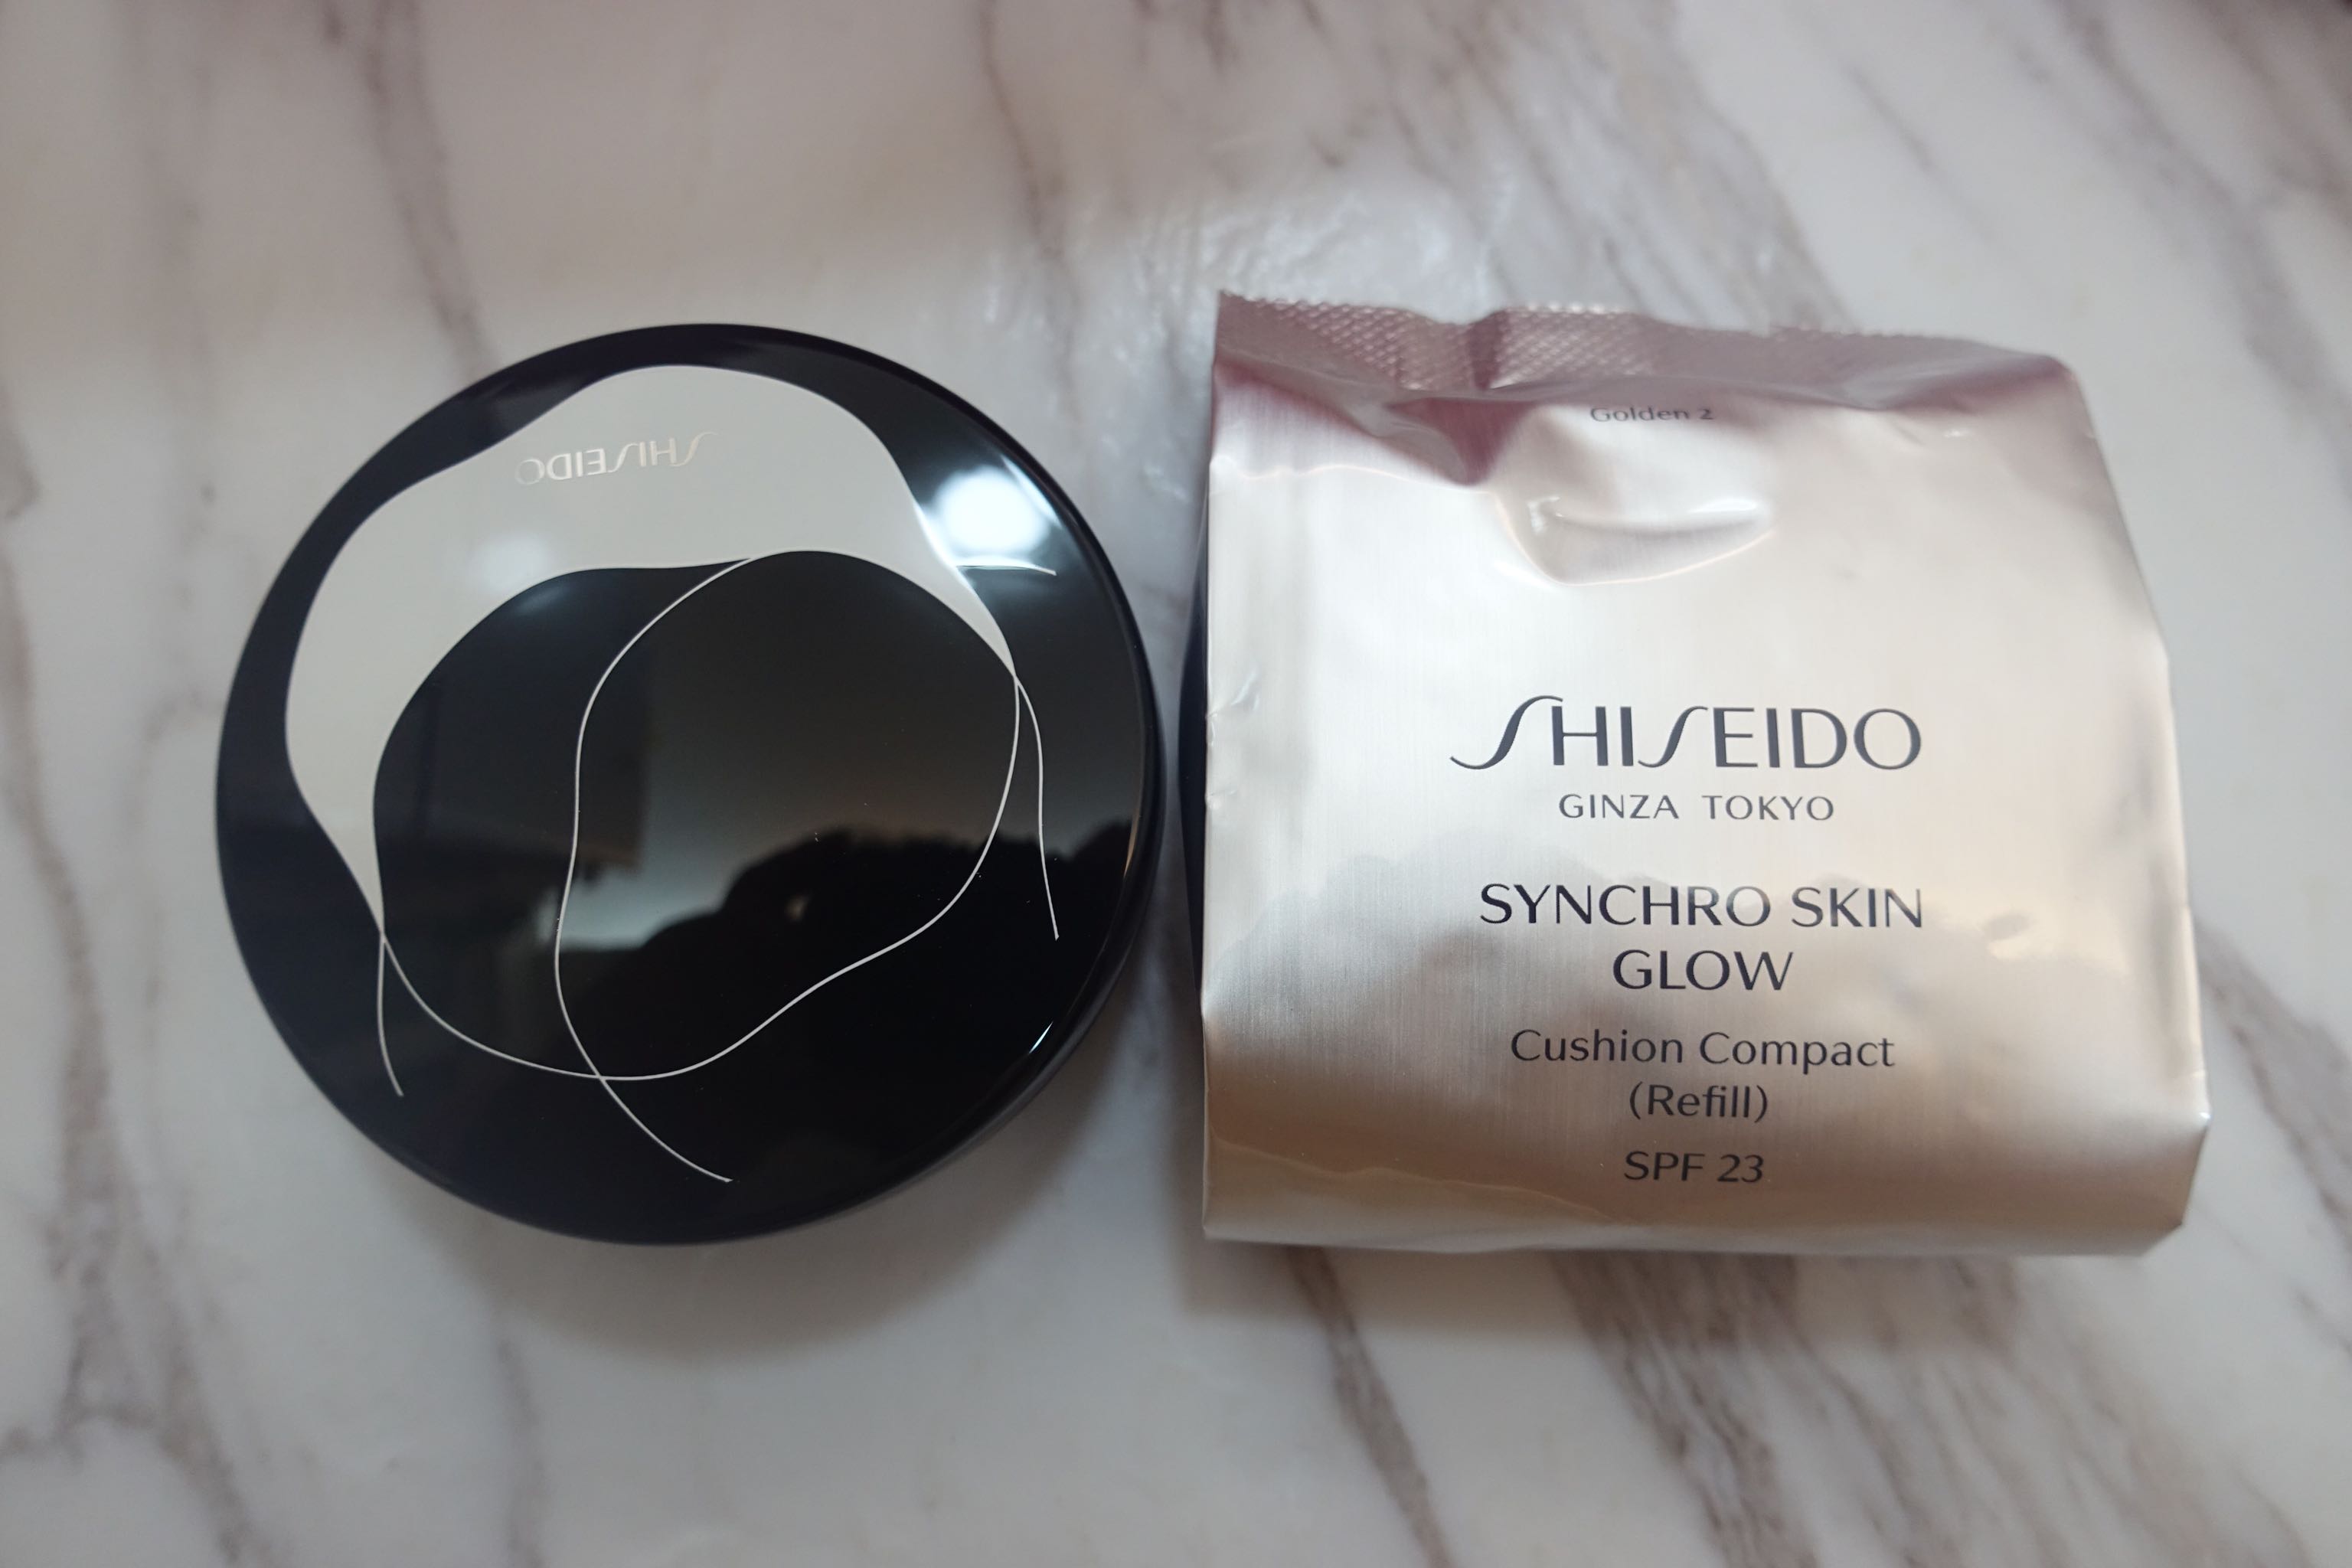 SHISEIDO
Golden 2
SHISEIDO
GINZA TOKYO
SYNCHRO SKIN
GLOW
Cushion Compact
(Refill)
SPF 23